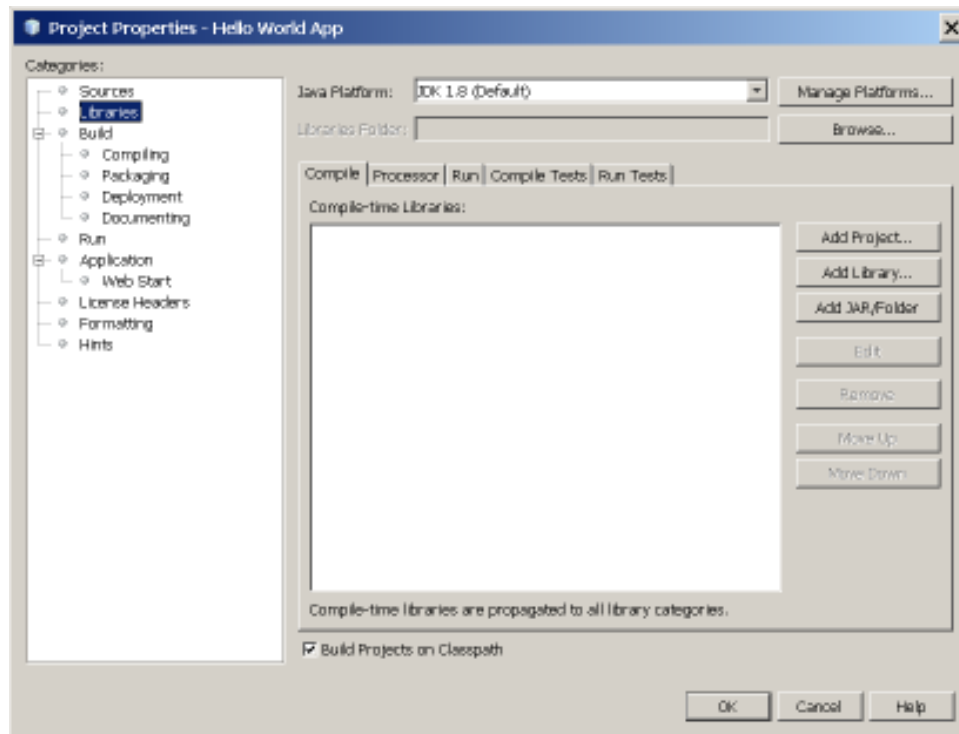 Project Properties - Hello World App
Categories:
Sources
Libraries
Build
Compiling
Packaging
Deployment
Documenting
Run
Application
Web Start
License Headers
Formatting
Hints
Java Platform: JDK 1.8 (Default) Manage Platforms...
Libraries Folder: Browse...
Compile Processor Run Compile Tests Run Tests
Compile-time Libraries:
Add Project...
Add Library...
Add JAR/Folder
Edit
Remove
Move Up
Move Down
Compile-time libraries are propagated to all library categories.
Build Projects on Classpath
OK Cancel Help